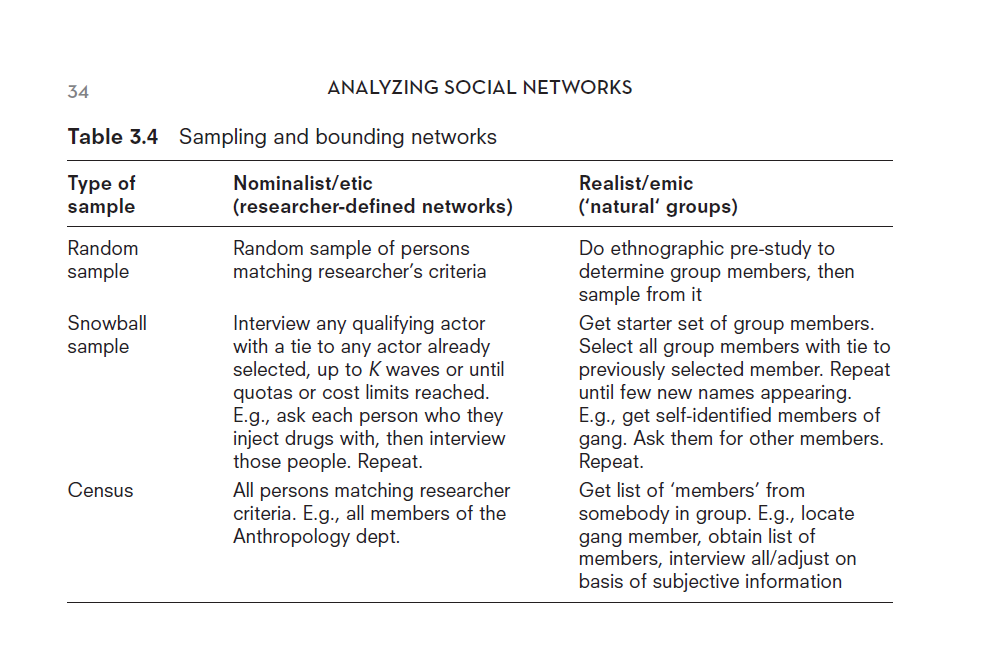 34
ANALYZING SOCIAL NETWORKS
Table 3.4 Sampling and bounding networks
Type of sample
Nominalist/etic
(researcher-defined networks)
Realist/emic
(‘natural‘ groups)
Random
sample
Random sample of persons
matching researcher’s criteria
Do ethnographic pre-study to
determine group members, then
sample from it
Snowball
sample
Interview any qualifying actor
with a tie to any actor already
selected, up to K waves or until
quotas or cost limits reached.
E.g., ask each person who they
inject drugs with, then interview
those people. Repeat.
Get starter set of group members.
Select all group members with tie to
previously selected member. Repeat
until few new names appearing.
E.g., get self-identified members of
gang. Ask them for other members.
Repeat.
Census
All persons matching researcher
criteria. E.g., all members of the
Anthropology dept.
Get list of ‘members’ from
somebody in group. E.g., locate
gang member, obtain list of
members, interview all/adjust on
basis of subjective information